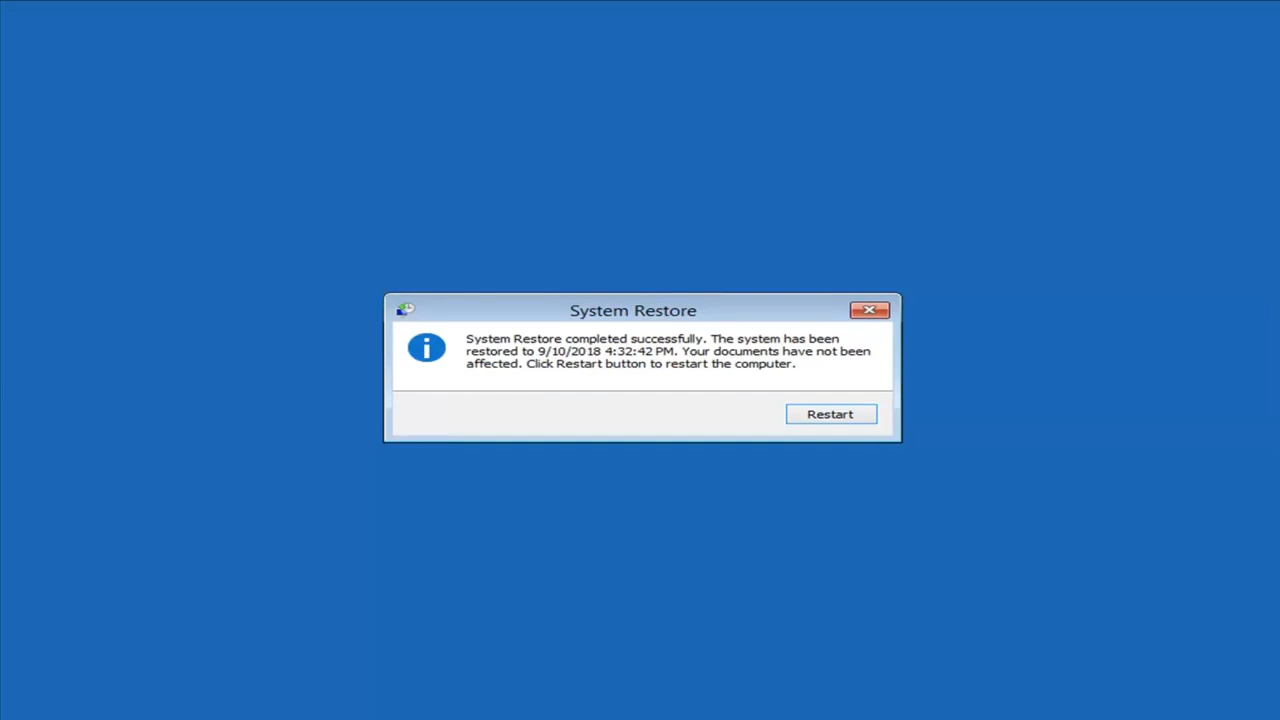 System Restore
System Restore completed successfully. The system has been
restored to 9/10/2018 4:32:42 PM. Your documents have not been
affected. Click Restart button to restart the computer.
Restart